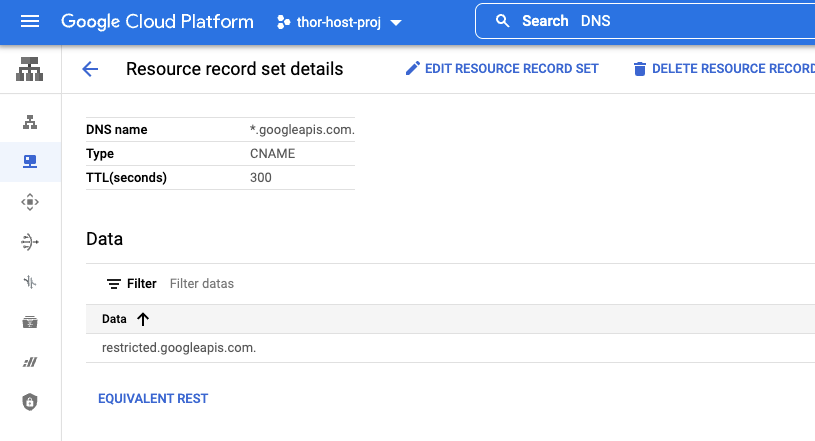 Google Cloud Platform thor-host-proj Search DNS
Resource record set details EDIT RESOURCE RECORD SET DELETE RESOURCE RECORD
DNS name *.googleapis.com.
Type CNAME
TTL(seconds) 300
Data
Filter Filter datas
Data
restricted.googleapis.com.
EQUIVALENT REST